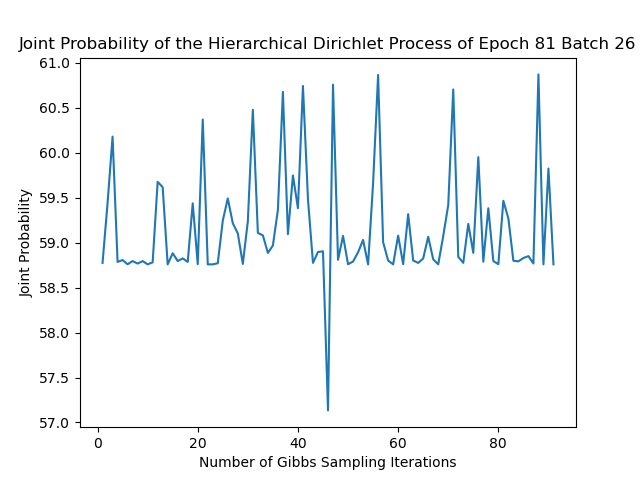 Joint Probability of the Hierarchical Dirichlet Process of Epoch 81 Batch 26
61.0
60.5
60.0
59.5
59.0
58.5
58.0
57.5
57.0
Joint Probability
0 20 40 60 80
Number of Gibbs Sampling Iterations